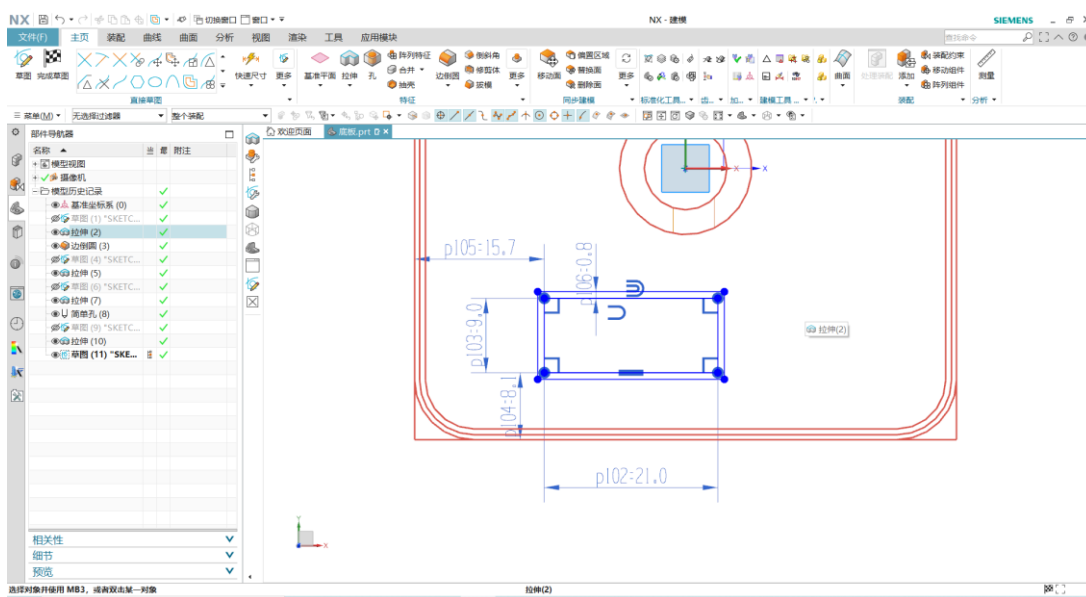 NX 切换窗口 窗口 NX - 建模 SIEMENS
文件(F) 主页 装配 曲线 曲面 分析 视图 渲染 工具 应用模块 查找命令
草图 完成草图 快速尺寸 更多 基准平面 拉伸 孔 阵列特征 合并 抽壳 边倒圆 倒斜角 修剪体 拔模 更多 移动面 偏置区域 替换面 删除面 更多 曲面 处理装配 添加 装配约束 移动组件 阵列组件 测量
直接草图 特征 同步建模 标准化工具... 齿... 加... 建模工具 ... 装配 分析
菜单(M) 无选择过滤器 整个装配
部件导航器 欢迎页面 底板.prt
名称 附注
模型视图
摄像机
模型历史记录
基准坐标系 (0)
草图 (1) "SKETC...
拉伸 (2)
边倒圆 (3)
草图 (4) "SKETC...
拉伸 (5)
草图 (6) "SKETC...
拉伸 (7)
简单孔 (8)
草图 (9) "SKETC...
拉伸 (10)
草图 (11) "SKE...
X
p105=15.7
p106=0.8
p103=9.0
拉伸(2)
p104=8.1
p102=21.0
Y
X
相关性
细节
预览
选择对象并使用 MB3，或者双击某一对象 拉伸(2)